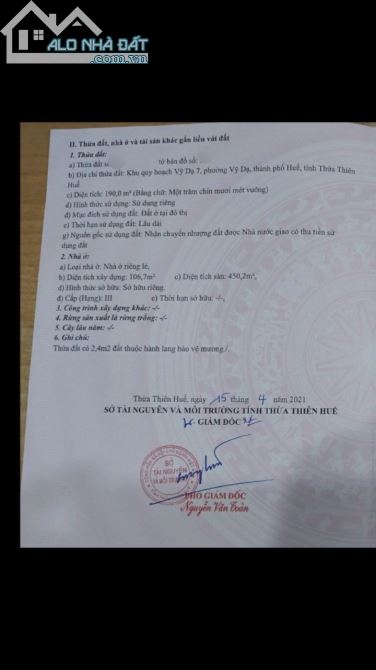 ALO NHÀ ĐẤT
.com.vn
II. Thửa đất, nhà ở và tài sản khác gắn liền với đất
1. Thửa đất:
a) Thửa đất s tờ bản đồ số:
b) Địa chỉ thửa đất: Khu quy hoạch Vỹ Dạ 7, phường Vỹ Dạ, thành phố Huế, tỉnh Thừa Thiên
Huế
c) Diện tích: 190,0 m² (Bằng chữ: Một trăm chín mươi mét vuông)
d) Hình thức sử dụng: Sử dụng riêng
đ) Mục đích sử dụng đất: Đất ở tại đô thị
e) Thời hạn sử dụng đất: Lâu dài
g) Nguồn gốc sử dụng đất: Nhận chuyển nhượng đất được Nhà nước giao có thu tiền sử
dụng đất
2. Nhà ở:
a) Loại nhà ở: Nhà ở riêng lẻ,
b) Diện tích xây dựng: 106,7m² c) Diện tích sàn: 450,2m²,
d) Hình thức sở hữu: Sở hữu riêng.
đ) Cấp (Hạng): III e) Thời hạn sở hữu: -/-,
3. Công trình xây dựng khác: -/-
4. Rừng sản xuất là rừng trồng: -/-
5. Cây lâu năm: -/-
6. Ghi chú:
Thửa đất có 2,4m2 đất thuộc hành lang bảo vệ mương./.
Thừa Thiên Huế, ngày 15 tháng 4 năm 2021
SỞ TÀI NGUYÊN VÀ MÔI TRƯỜNG TỈNH THỪA THIÊN HUẾ
GIÁM ĐỐC
SỞ
TÀI NGUYÊN
VÀ MÔI TRƯỜNG
PHÓ GIÁM ĐỐC
Nguyễn Văn Toàn